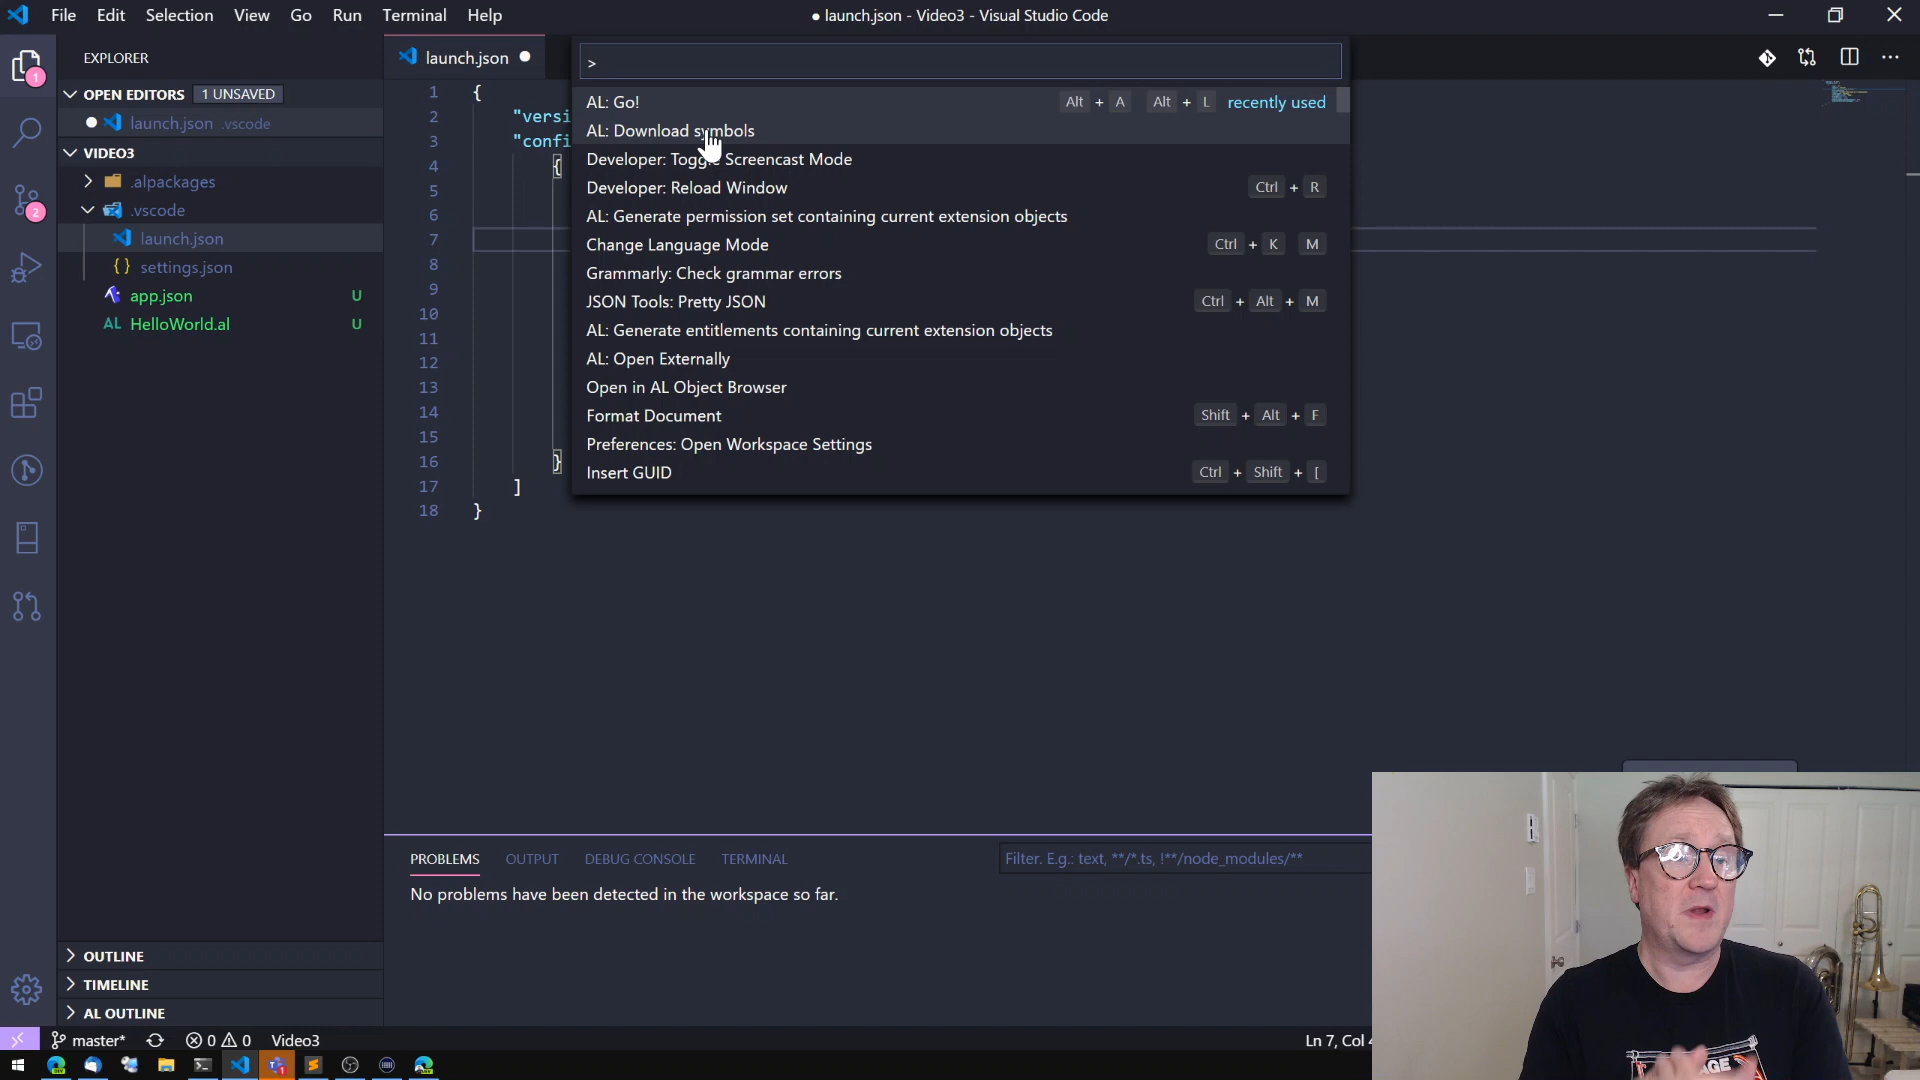 File Edit Selection View Go Run Terminal Help
● launch.json - Video3 - Visual Studio Code
EXPLORER
OPEN EDITORS 1 UNSAVED
launch.json .vscode
VIDEO3
.alpackages
.vscode
launch.json
{} settings.json
app.json U
AL HelloWorld.al U
OUTLINE
TIMELINE
AL OUTLINE
1
2
launch.json
>
AL: Go! Alt + A Alt + L recently used
AL: Download symbols
Developer: Toggle Screencast Mode
Developer: Reload Window Ctrl + R
AL: Generate permission set containing current extension objects
Change Language Mode Ctrl + K M
Grammarly: Check grammar errors
JSON Tools: Pretty JSON Ctrl + Alt + M
AL: Generate entitlements containing current extension objects
AL: Open Externally
Open in AL Object Browser
Format Document Shift + Alt + F
Preferences: Open Workspace Settings
Insert GUID Ctrl + Shift + [
1 {
2 "versi
3 "confi
4 {
5
6
7
8
9
10
11
12
13
14
15
16 }
17 ]
18 }
PROBLEMS OUTPUT DEBUG CONSOLE TERMINAL
Filter. E.g.: text, **/*.ts, !**/node_modules/**
No problems have been detected in the workspace so far.
master* 0 0 Video3
Ln 7, Col